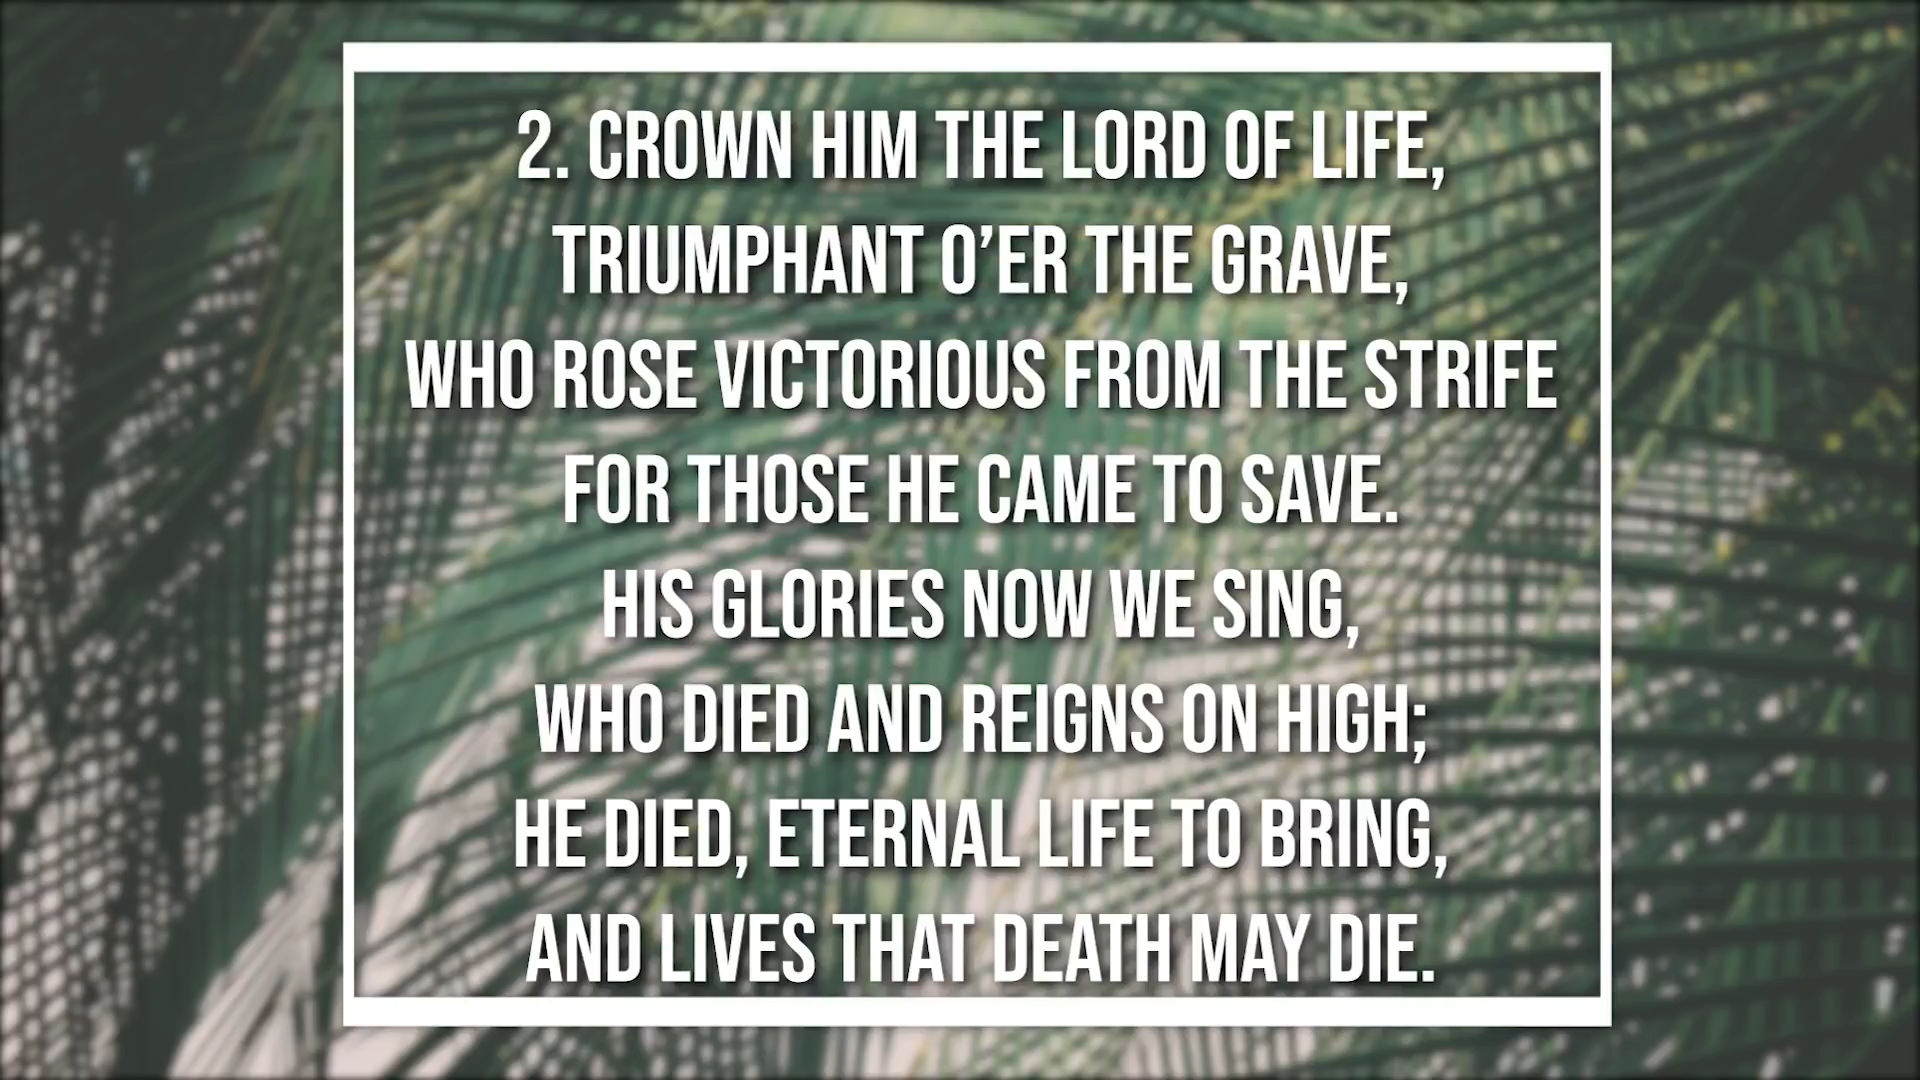 2. CROWN HIM THE LORD OF LIFE,
TRIUMPHANT O’ER THE GRAVE,
WHO ROSE VICTORIOUS FROM THE STRIFE
FOR THOSE HE CAME TO SAVE.
HIS GLORIES NOW WE SING,
WHO DIED AND REIGNS ON HIGH;
HE DIED, ETERNAL LIFE TO BRING,
AND LIVES THAT DEATH MAY DIE.